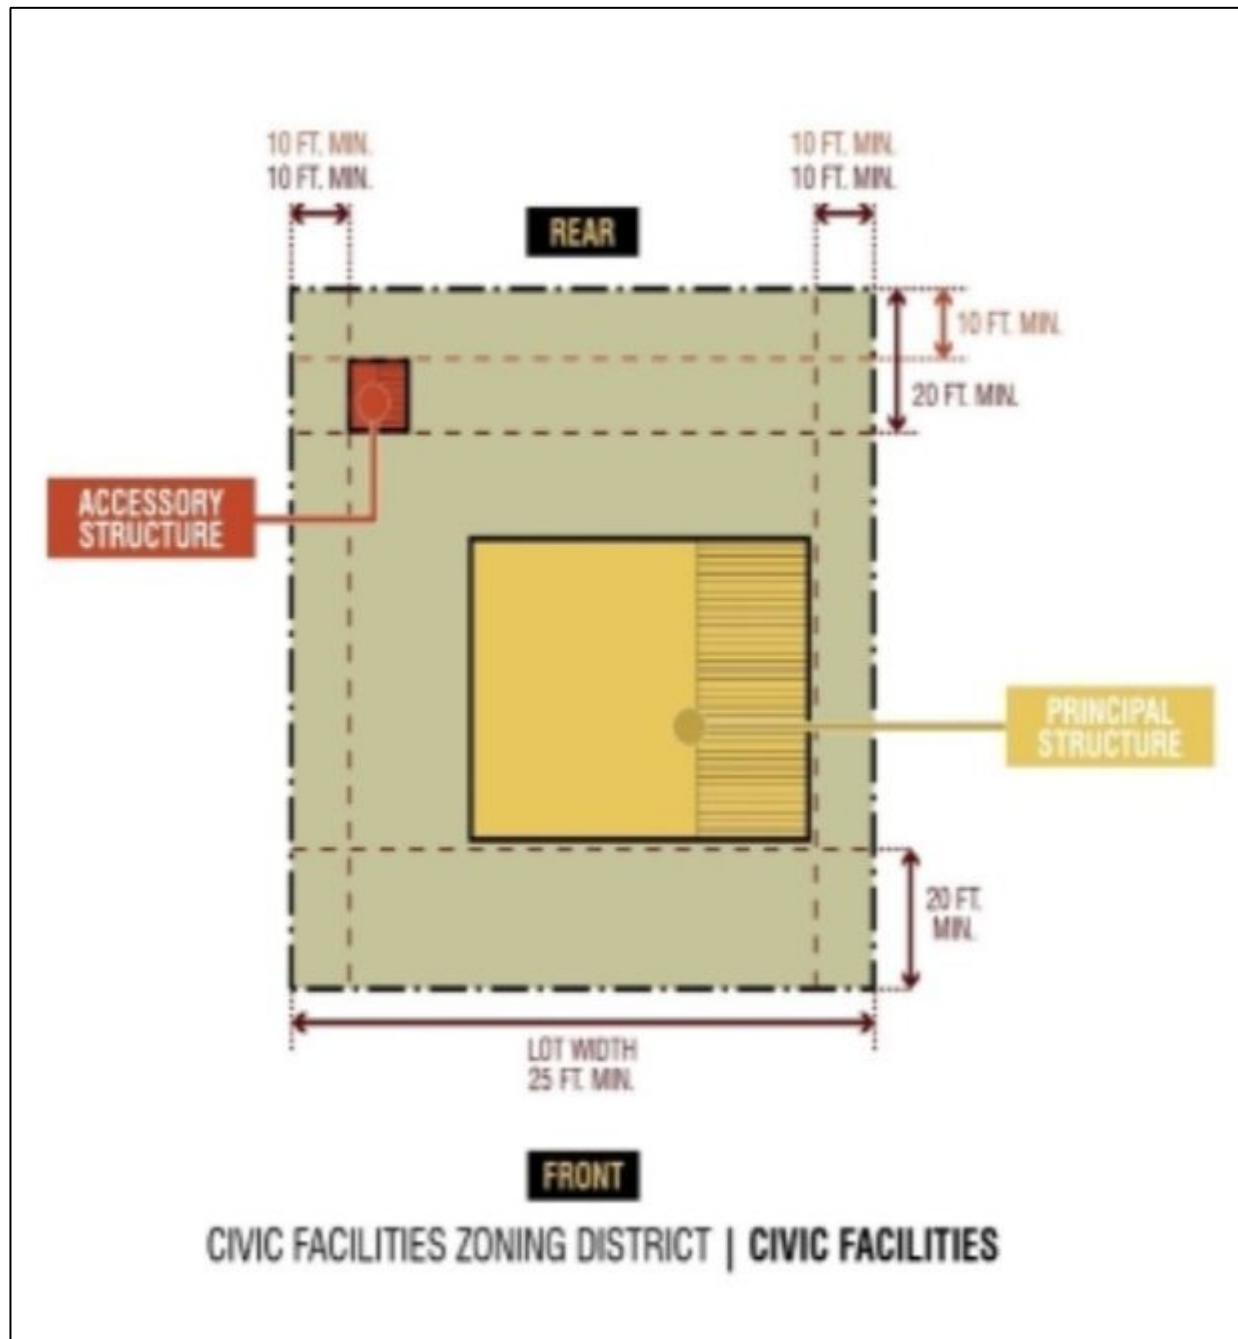 10 FT. MIN.
10 FT. MIN.
10 FT. MIN.
10 FT. MIN.
REAR
10 FT. MIN.
20 FT. MIN.
ACCESSORY
STRUCTURE
PRINCIPAL
STRUCTURE
20 FT.
MIN.
LOT WIDTH
25 FT. MIN.
FRONT
CIVIC FACILITIES ZONING DISTRICT | CIVIC FACILITIES